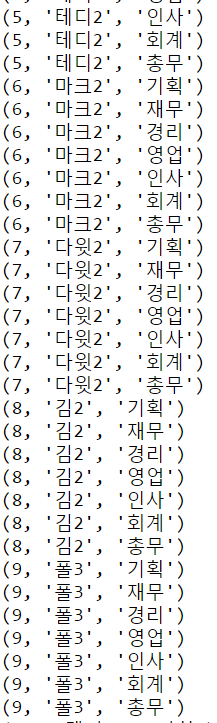 (5, '테디2', '인사')
(5, '테디2', '회계')
(5, '테디2', '총무')
(6, '마크2', '기획')
(6, '마크2', '재무')
(6, '마크2', '경리')
(6, '마크2', '영업')
(6, '마크2', '인사')
(6, '마크2', '회계')
(6, '마크2', '총무')
(7, '다윗2', '기획')
(7, '다윗2', '재무')
(7, '다윗2', '경리')
(7, '다윗2', '영업')
(7, '다윗2', '인사')
(7, '다윗2', '회계')
(7, '다윗2', '총무')
(8, '김2', '기획')
(8, '김2', '재무')
(8, '김2', '경리')
(8, '김2', '영업')
(8, '김2', '인사')
(8, '김2', '회계')
(8, '김2', '총무')
(9, '폴3', '기획')
(9, '폴3', '재무')
(9, '폴3', '경리')
(9, '폴3', '영업')
(9, '폴3', '인사')
(9, '폴3', '회계')
(9, '폴3', '총무')